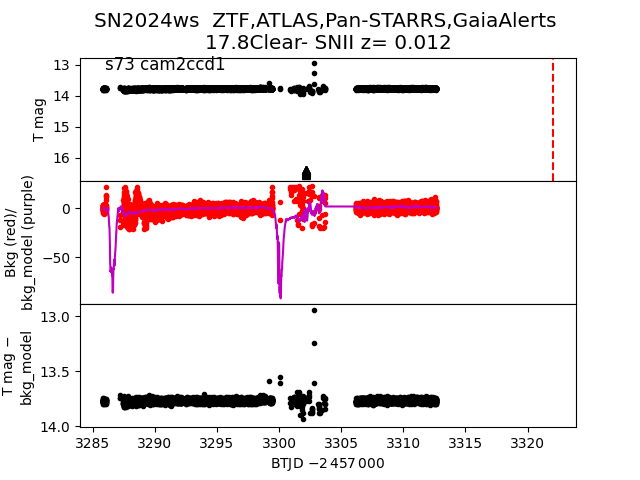 SN2024ws  ZTF,ATLAS,Pan-STARRS,GaiaAlerts
17.8Clear- SNII z= 0.012
s73 cam2ccd1
13
14
15
16
T mag
0
−50
Bkg (red)/
bkg_model (purple)
13.0
13.5
14.0
T mag −
bkg_model
3285
3290
3295
3300
3305
3310
3315
3320
BTJD −2 457 000